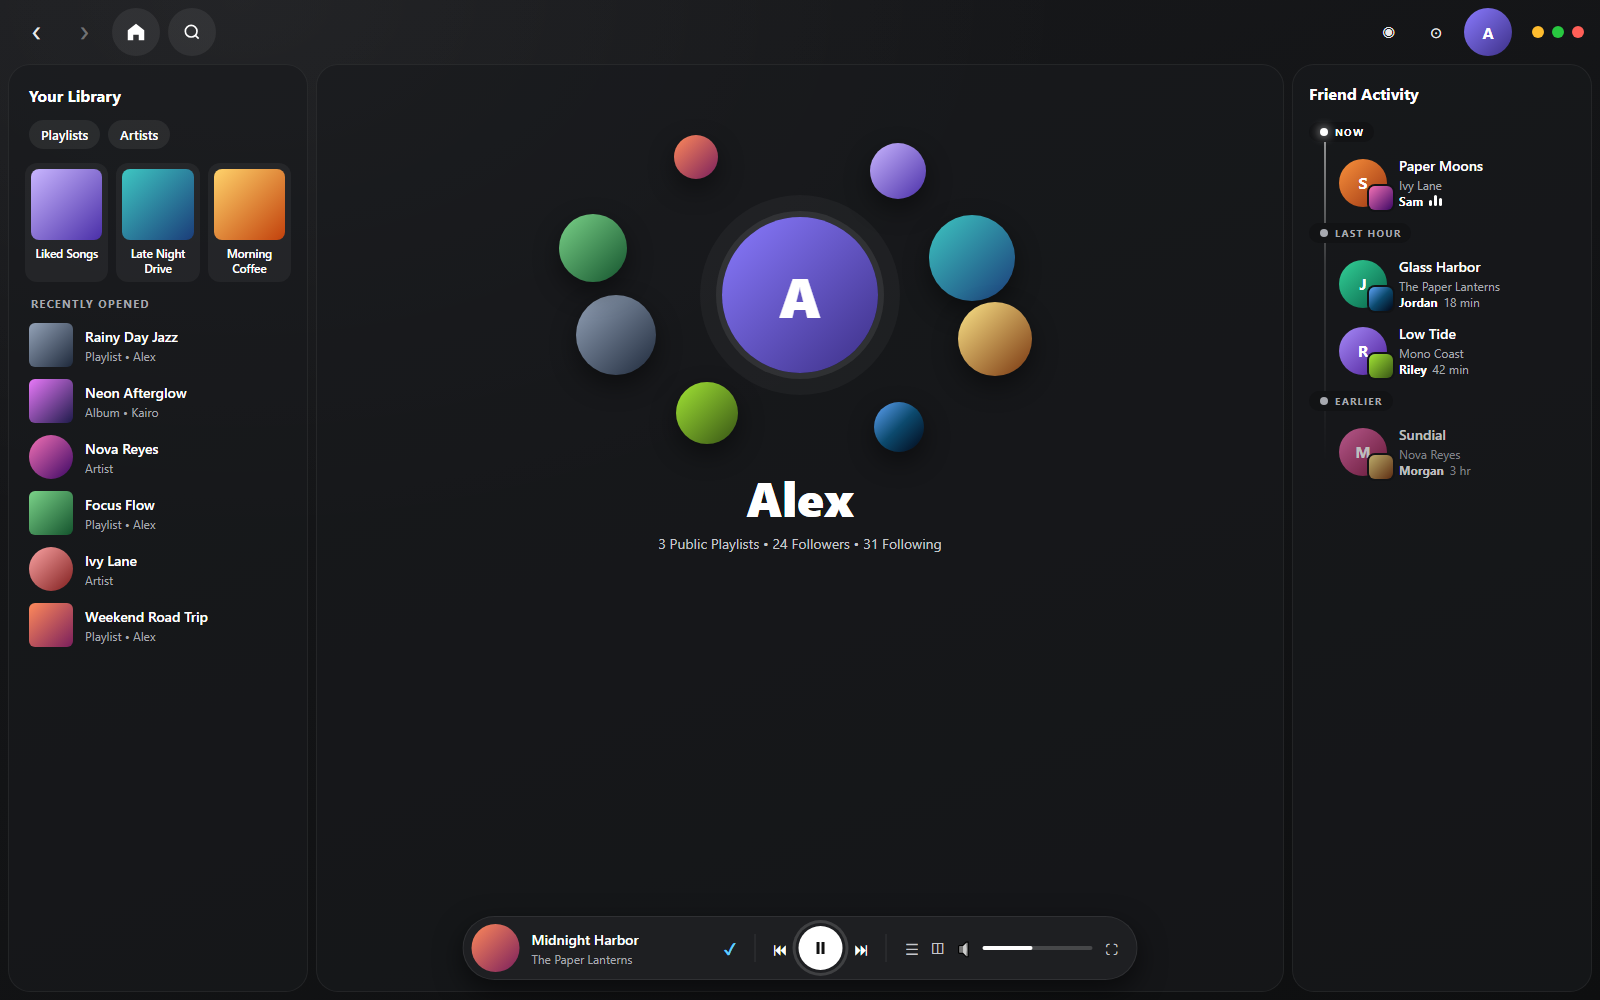 A
Your Library
Playlists
Artists
Liked Songs
Late Night
Drive
Morning
Coffee
RECENTLY OPENED
Rainy Day Jazz
Playlist • Alex
Neon Afterglow
Album • Kairo
Nova Reyes
Artist
Focus Flow
Playlist • Alex
Ivy Lane
Artist
Weekend Road Trip
Playlist • Alex
A
Alex
3 Public Playlists • 24 Followers • 31 Following
Friend Activity
NOW
S
Paper Moons
Ivy Lane
Sam
LAST HOUR
J
Glass Harbor
The Paper Lanterns
Jordan 18 min
R
Low Tide
Mono Coast
Riley 42 min
EARLIER
M
Sundial
Nova Reyes
Morgan 3 hr
Midnight Harbor
The Paper Lanterns